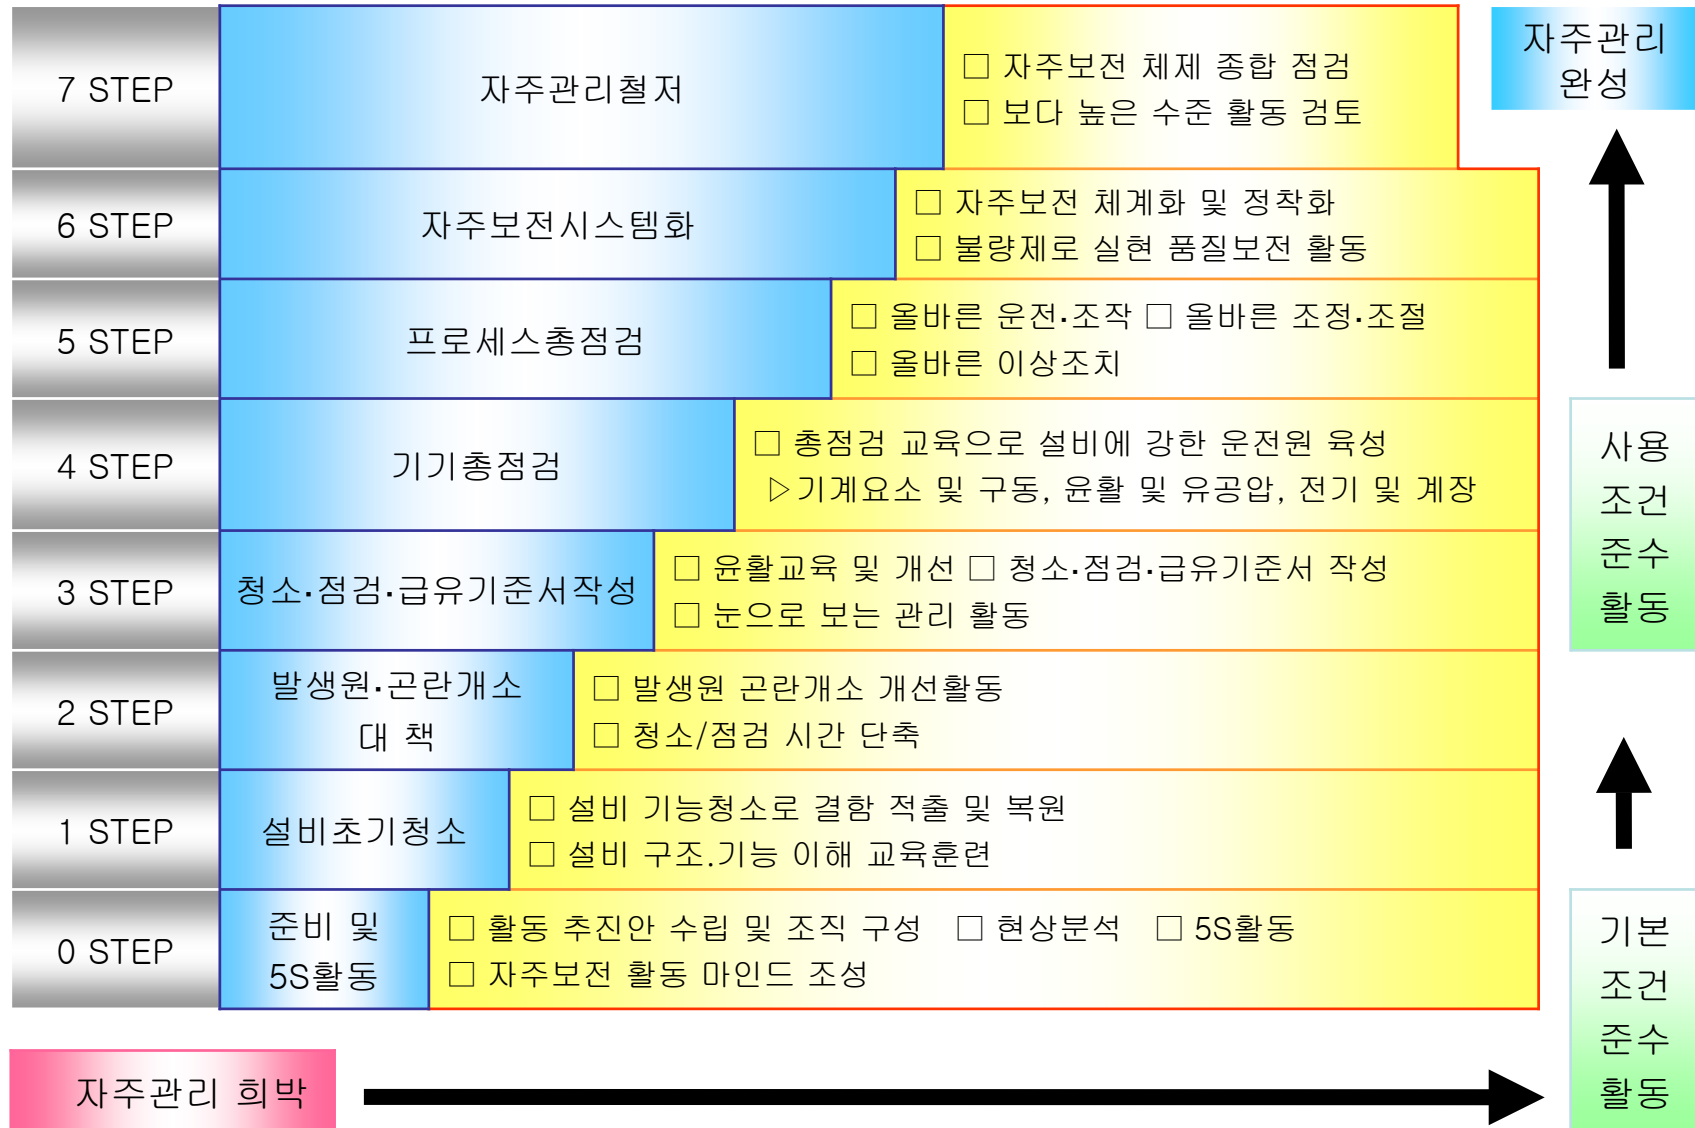 7 STEP
자주관리철저
□ 자주보전 체제 종합 점검
□ 보다 높은 수준 활동 검토
자주관리
완성
6 STEP
자주보전시스템화
□ 자주보전 체계화 및 정착화
□ 불량제로 실현 품질보전 활동
5 STEP
프로세스총점검
□ 올바른 운전·조작 □ 올바른 조정·조절
□ 올바른 이상조치
4 STEP
기기총점검
□ 총점검 교육으로 설비에 강한 운전원 육성
▷기계요소 및 구동, 윤활 및 유공압, 전기 및 계장
사용
조건
준수
활동
3 STEP
청소·점검·급유기준서작성
□ 윤활교육 및 개선 □ 청소·점검·급유기준서 작성
□ 눈으로 보는 관리 활동
2 STEP
발생원·곤란개소
대 책
□ 발생원 곤란개소 개선활동
□ 청소/점검 시간 단축
1 STEP
설비초기청소
□ 설비 기능청소로 결함 적출 및 복원
□ 설비 구조.기능 이해 교육훈련
0 STEP
준비 및
5S활동
□ 활동 추진안 수립 및 조직 구성 □ 현상분석 □ 5S활동
□ 자주보전 활동 마인드 조성
기본
조건
준수
활동
자주관리 희박